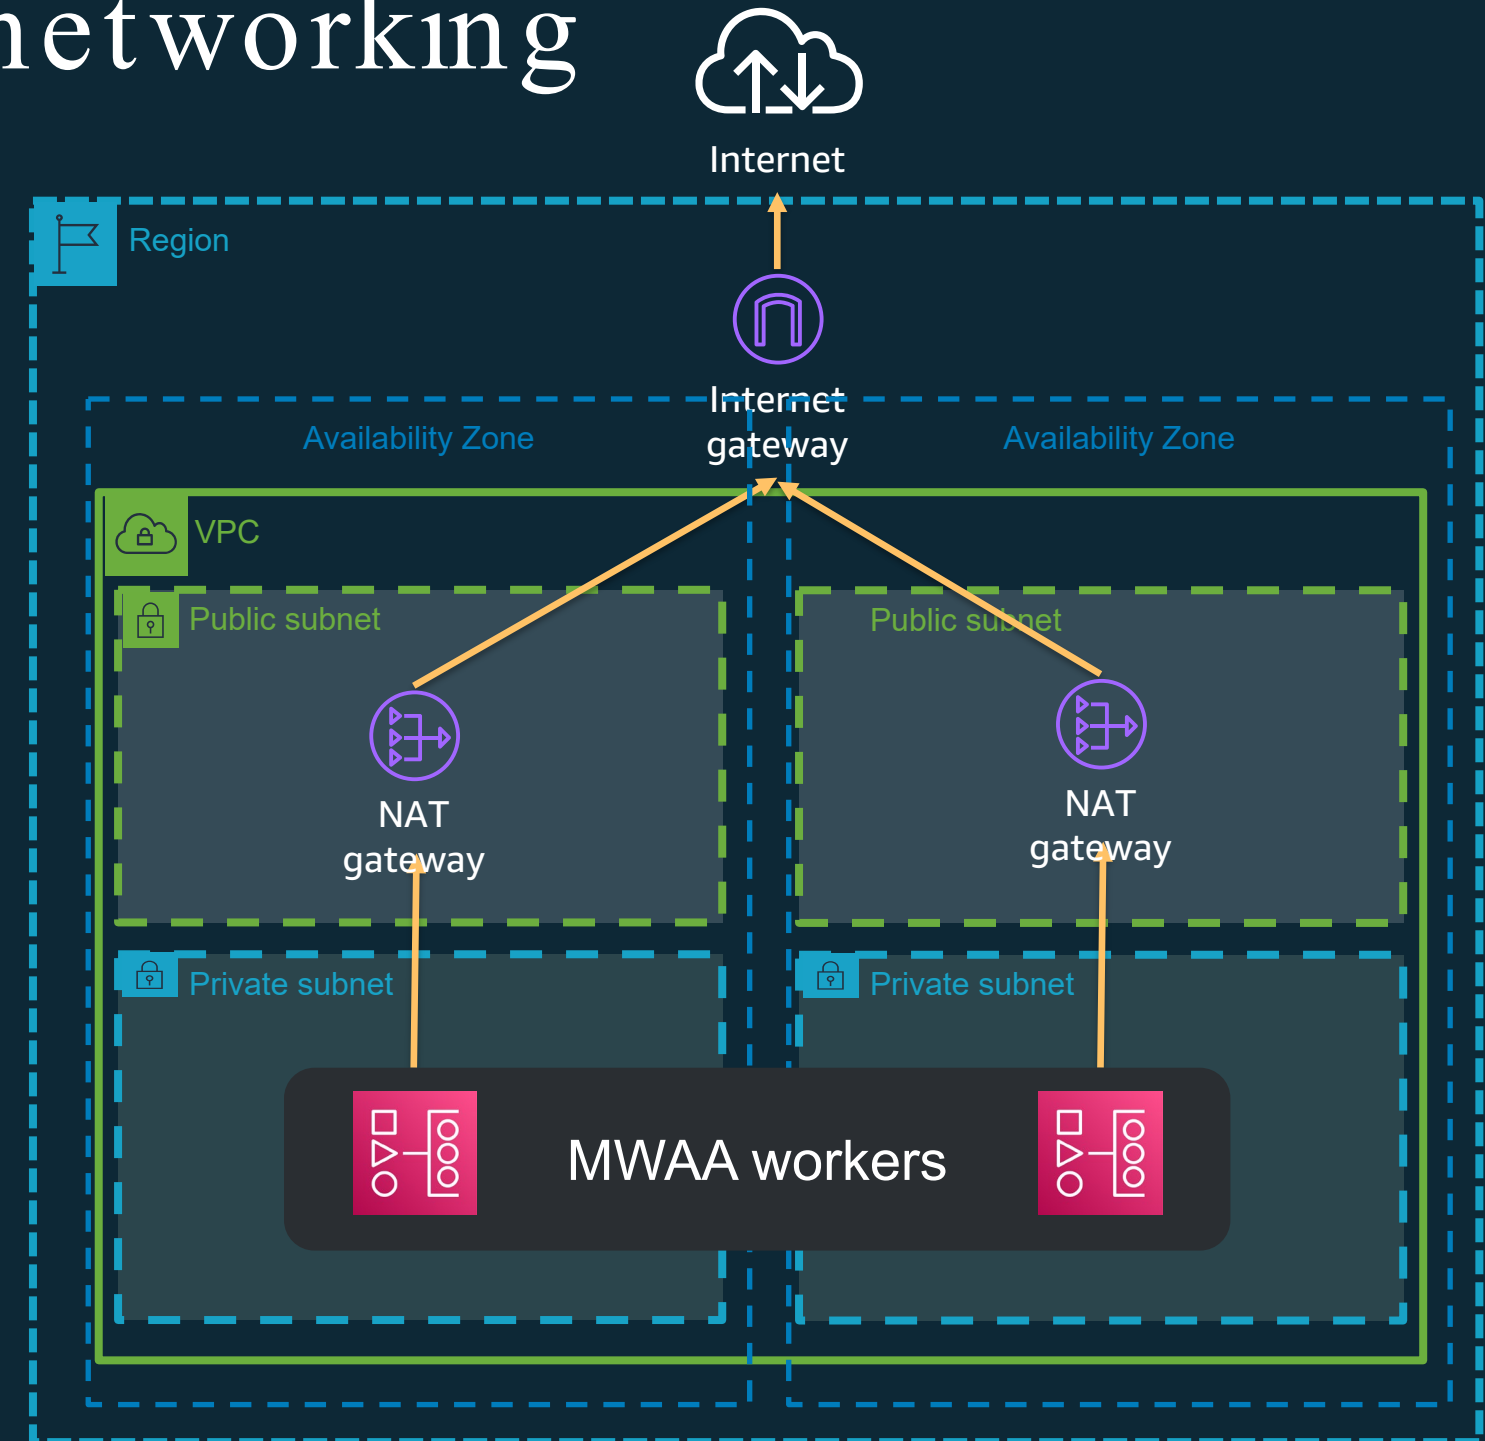 networking
Internet
Region
Internet
gateway
Availability Zone
Availability Zone
VPC
Public subnet
Public subnet
NAT
gateway
NAT
gateway
Private subnet
Private subnet
MWAA workers